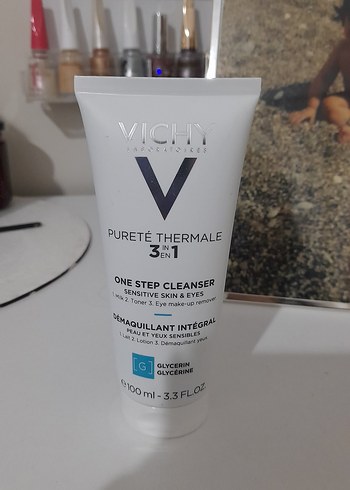 VICHY
LABORATOIRES
V
PURETÉ THERMALE
3 IN EN 1
ONE STEP CLEANSER
SENSITIVE SKIN & EYES
1. Milk 2. Toner 3. Eye make-up remover
DÉMAQUILLANT INTÉGRAL
PEAU ET YEUX SENSIBLES
1. Lait 2. Lotion 3. Démaquillant yeux
[G] GLYCERIN
GLYCÉRINE
℮100 ml - 3.3 FL.OZ.